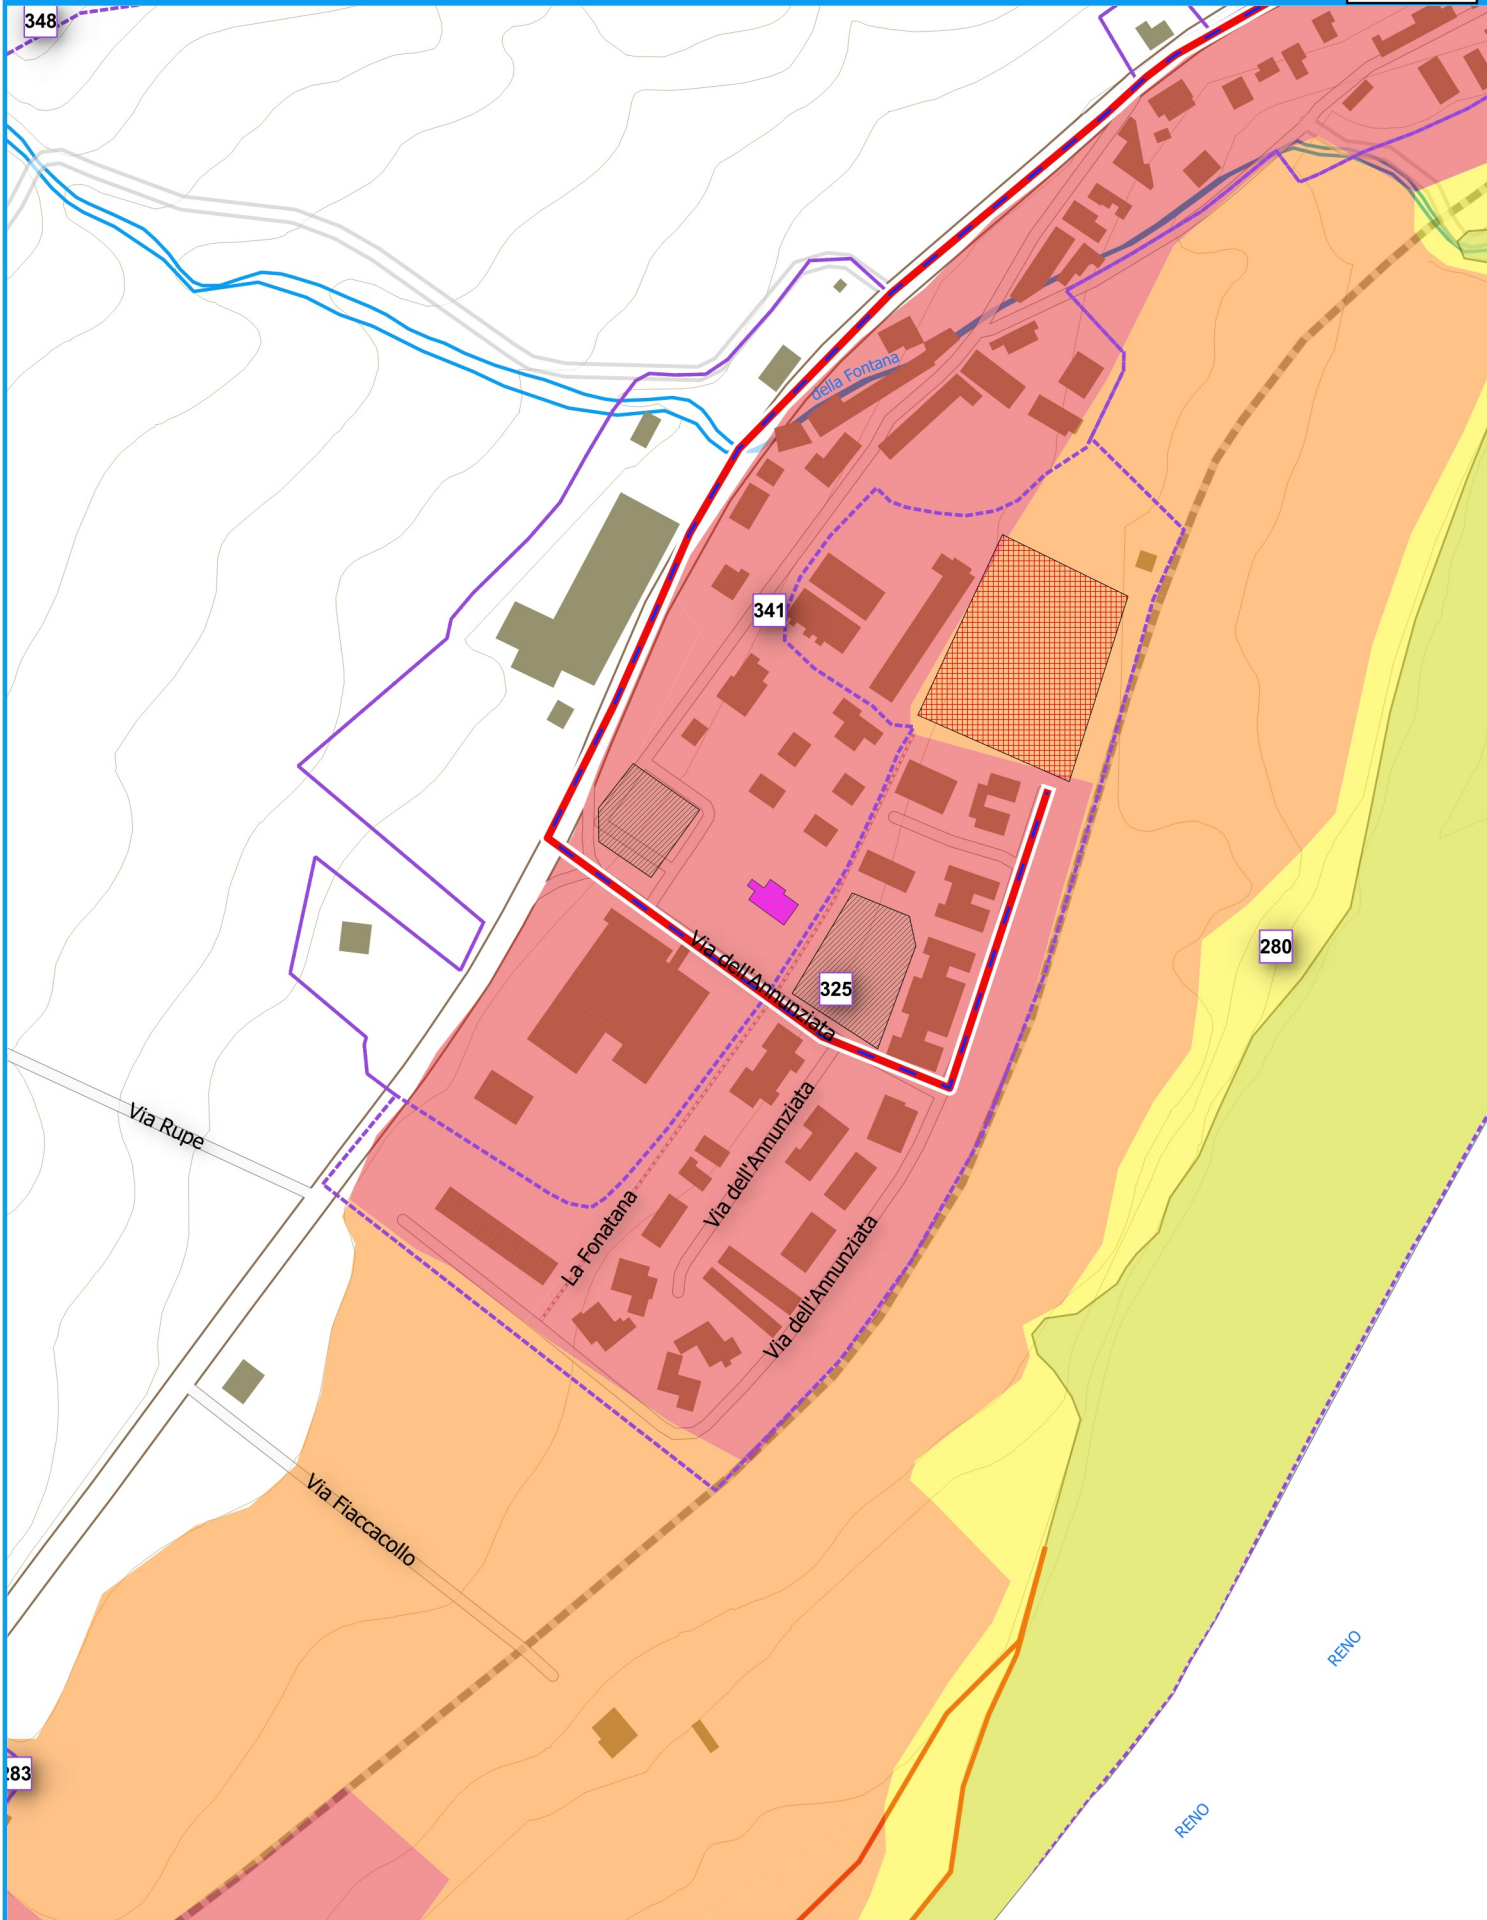 348
della Fontana
341
280
Via dell'Annunziata
325
Via Rupe
Via dell'Annunziata
La Fonatana
Via dell'Annunziata
Via Fiaccacollo
RENO
283
RENO